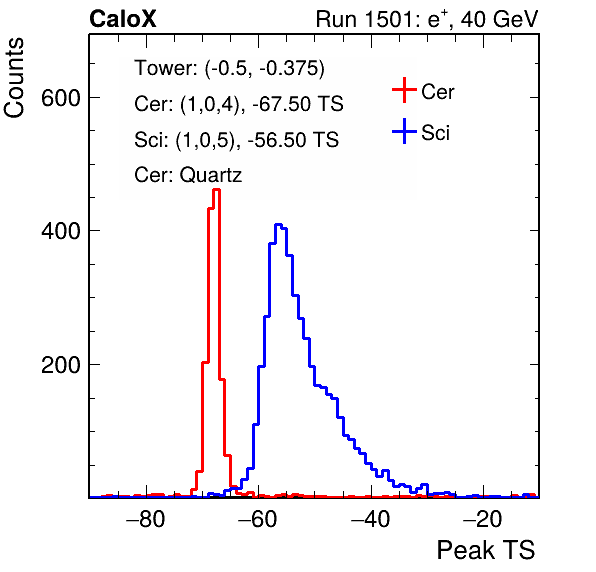 CaloX Run 1501: e⁺, 40 GeV
Counts
Tower: (-0.5, -0.375)
Cer: (1,0,4), -67.50 TS
Sci: (1,0,5), -56.50 TS
Cer: Quartz
Cer
Sci
600
400
200
−80 −60 −40 −20
Peak TS